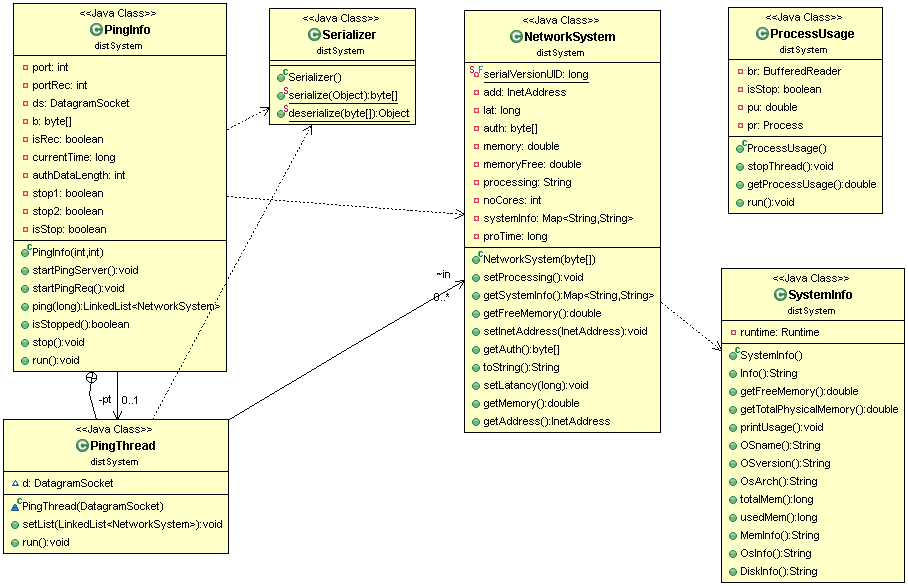 <<Java Class>>
PingInfo
distSystem
port: int
portRec: int
ds: DatagramSocket
b: byte[]
isRec: boolean
currentTime: long
authDataLength: int
stop1: boolean
stop2: boolean
isStop: boolean
PingInfo(int,int)
startPingServer():void
startPingReq():void
ping(long):LinkedList<NetworkSystem>
isStopped():boolean
stop():void
run():void
<<Java Class>>
Serializer
distSystem
Serializer()
serialize(Object):byte[]
deserialize(byte[]):Object
<<Java Class>>
NetworkSystem
distSystem
serialVersionUID: long
add: InetAddress
lat: long
auth: byte[]
memory: double
memoryFree: double
processing: String
noCores: int
systemInfo: Map<String,String>
proTime: long
NetworkSystem(byte[])
setProcessing():void
getSystemInfo():Map<String,String>
getFreeMemory():double
setInetAddress(InetAddress):void
getAuth():byte[]
toString():String
setLatancy(long):void
getMemory():double
getAddress():InetAddress
<<Java Class>>
ProcessUsage
distSystem
br: BufferedReader
isStop: boolean
pu: double
pr: Process
ProcessUsage()
stopThread():void
getProcessUsage():double
run():void
<<Java Class>>
SystemInfo
distSystem
runtime: Runtime
SystemInfo()
Info():String
getFreeMemory():double
getTotalPhysicalMemory():double
printUsage():void
OSname():String
OSversion():String
OsArch():String
totalMem():long
usedMem():long
MemInfo():String
OsInfo():String
DiskInfo():String
~in
0..*
-pt
0..1
<<Java Class>>
PingThread
distSystem
d: DatagramSocket
PingThread(DatagramSocket)
setList(LinkedList<NetworkSystem>):void
run():void